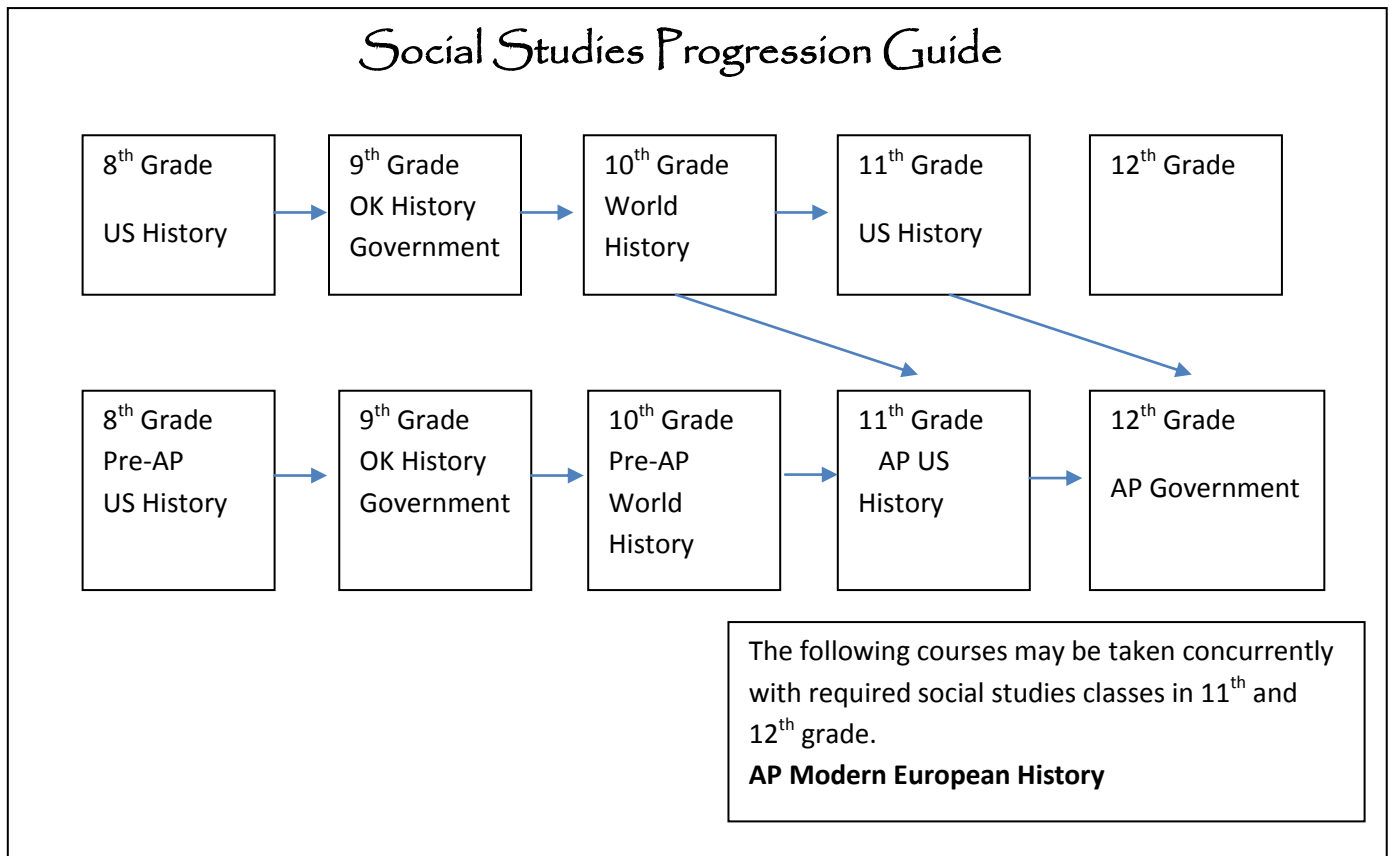 Social Studies Progression Guide
8th Grade
US History
9th Grade
OK History
Government
10th Grade
World
History
11th Grade
US History
12th Grade
8th Grade
Pre-AP
US History
9th Grade
OK History
Government
10th Grade
Pre-AP
World
History
11th Grade
AP US
History
12th Grade
AP Government
The following courses may be taken concurrently
with required social studies classes in 11th and
12th grade.
AP Modern European History